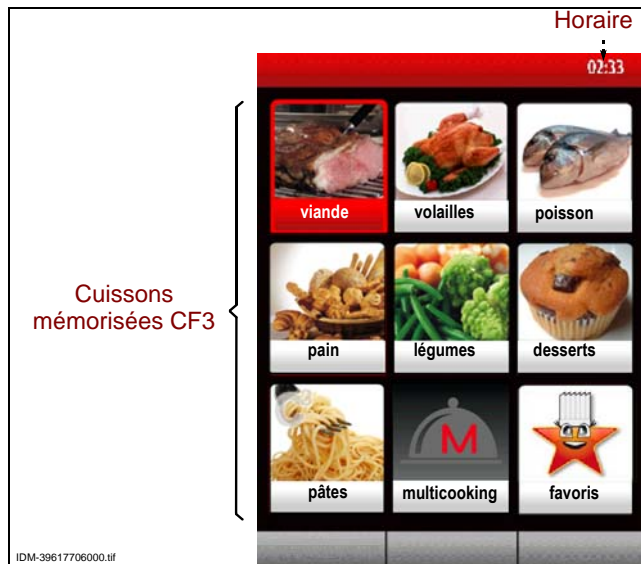 Horaire
02:33
viande
volailles
poisson
Cuissons
mémorisées CF3
pain
légumes
desserts
M
pâtes
multicooking
favoris
IDM-39617706000.tif